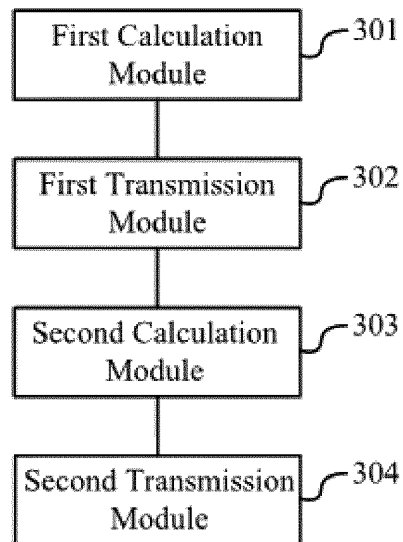 First Calculation
Module
301
First Transmission
Module
302
Second Calculation
Module
303
Second Transmission
Module
304